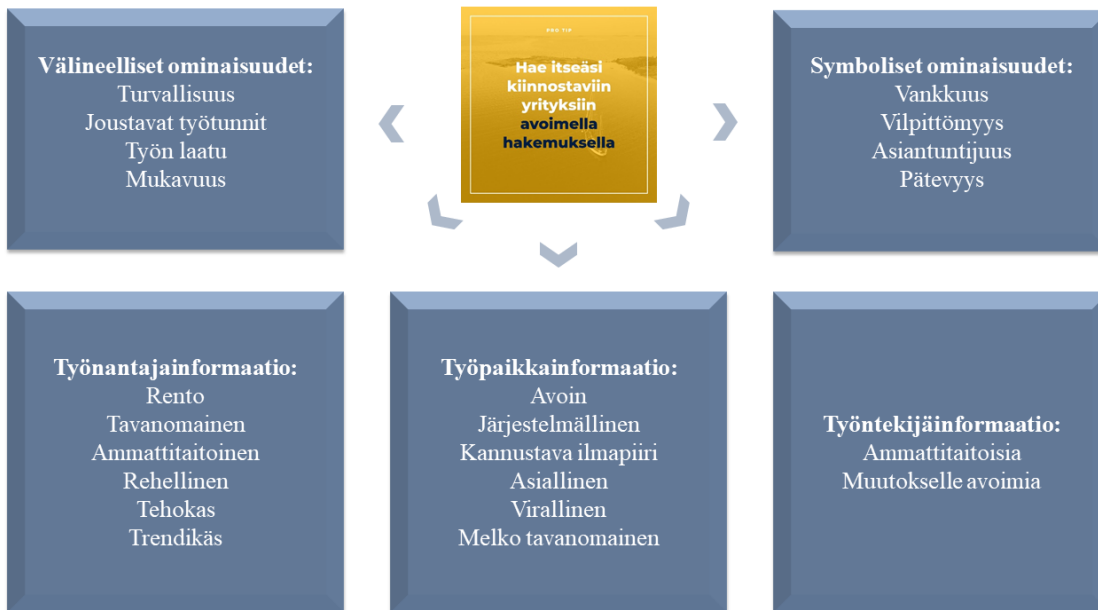 Välineelliset ominaisuudet:
Turvallisuus
Joustavat työtunnit
Työn laatu
Mukavuus
PRO TIP
Hae itseäsi
kiinnostaviin
yrityksiin
avoimella
hakemuksella
Symboliset ominaisuudet:
Vankkuus
Vilpittömyys
Asiantuntijuus
Pätevyys
Työnantajainformaatio:
Rento
Tavanomainen
Ammattitaitoinen
Rehellinen
Tehokas
Trendikäs
Työpaikkainformaatio:
Avoin
Järjestelmällinen
Kannustava ilmapiiri
Asiallinen
Virallinen
Melko tavanomainen
Työntekijäinformaatio:
Ammattitaitoisia
Muutokselle avoimia